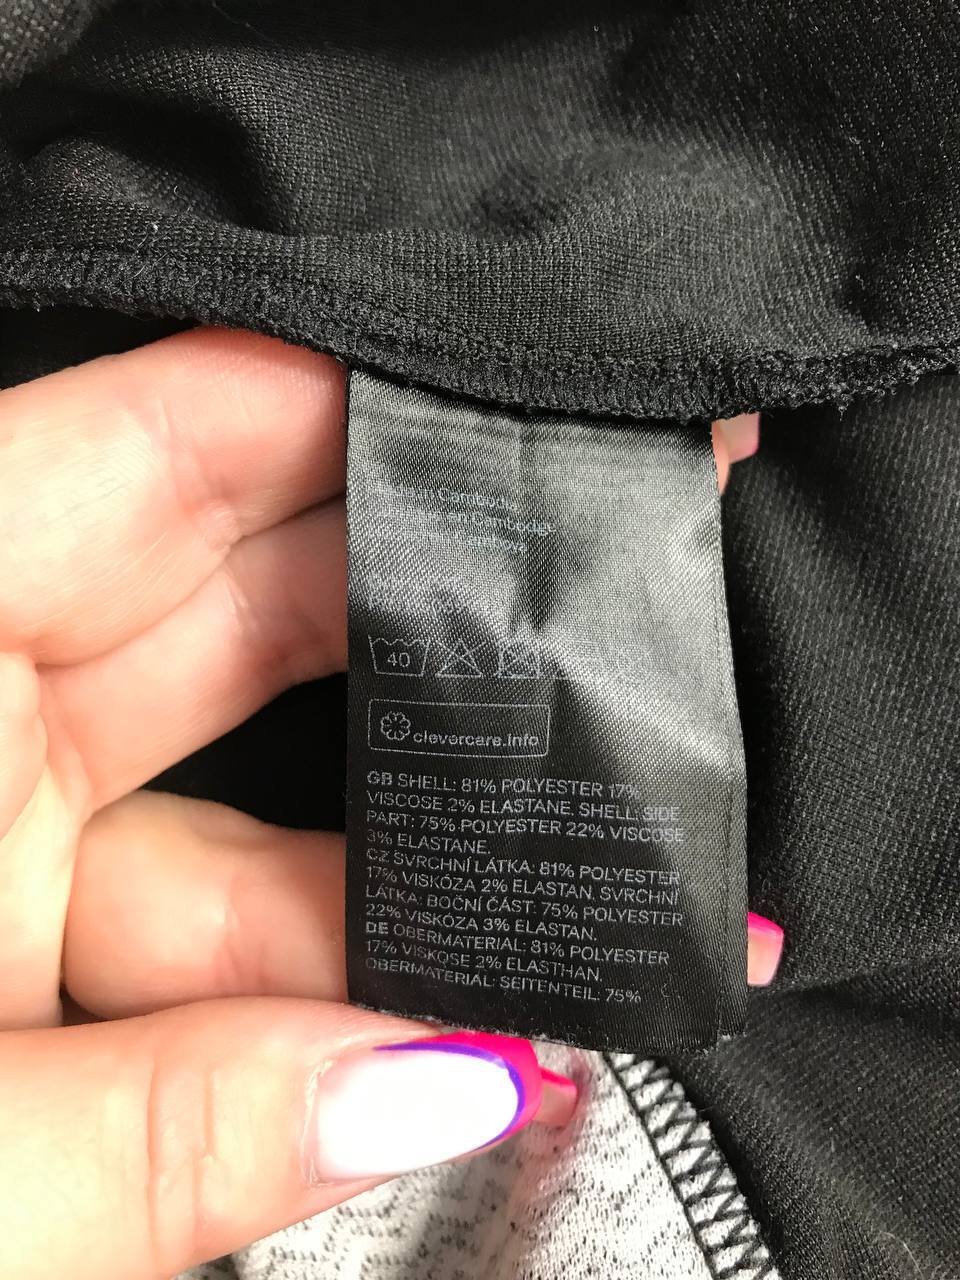 Cambodia
40
clevercare.info
GB SHELL: 81% POLYESTER 17%
VISCOSE 2% ELASTANE. SHELL: SIDE
PART: 75% POLYESTER 22% VISCOSE
3% ELASTANE.
CZ SVRCHNÍ LÁTKA: 81% POLYESTER
17% VISKÓZA 2% ELASTAN. SVRCHNÍ
LÁTKA: BOČNÍ ČÁST: 75% POLYESTER
22% VISKÓZA 3% ELASTAN.
DE OBERMATERIAL: 81% POLYESTER
17% VISKOSE 2% ELASTHAN.
OBERMATERIAL: SEITENTEIL: 75%